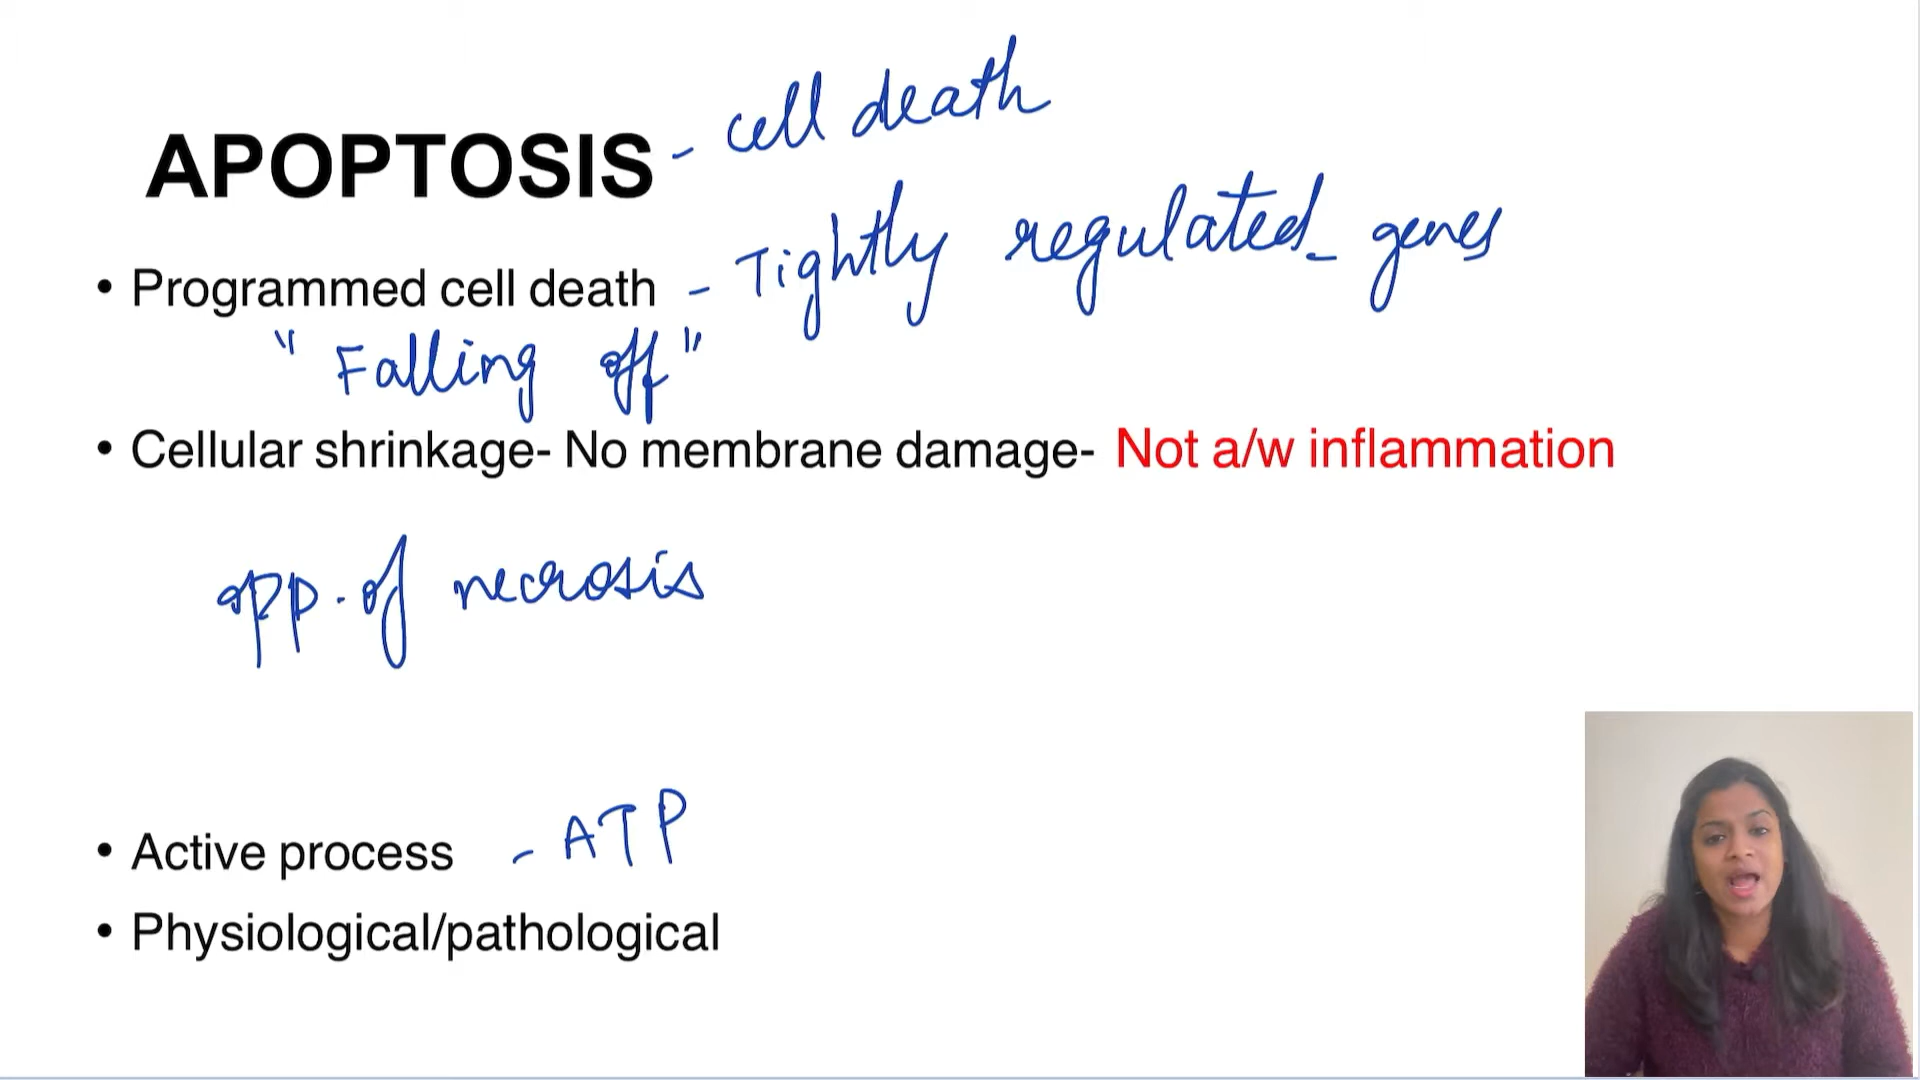 APOPTOSIS - cell death
• Programmed cell death - Tightly regulated - genes
"Falling off"
• Cellular shrinkage- No membrane damage- Not a/w inflammation
opp. of necrosis
• Active process - ATP
• Physiological/pathological